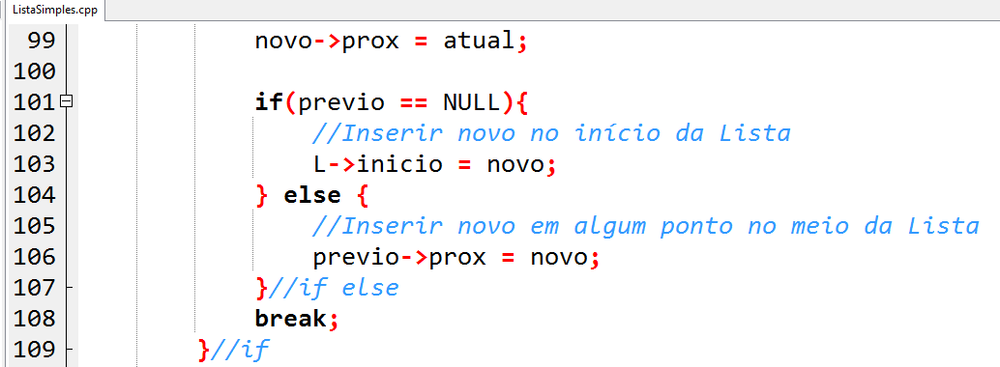 ListaSimples.cpp
99 novo->prox = atual;
100
101 if(previo == NULL){
102 //Inserir novo no início da Lista
103 L->inicio = novo;
104 } else {
105 //Inserir novo em algum ponto no meio da Lista
106 previo->prox = novo;
107 }//if else
108 break;
109 }//if